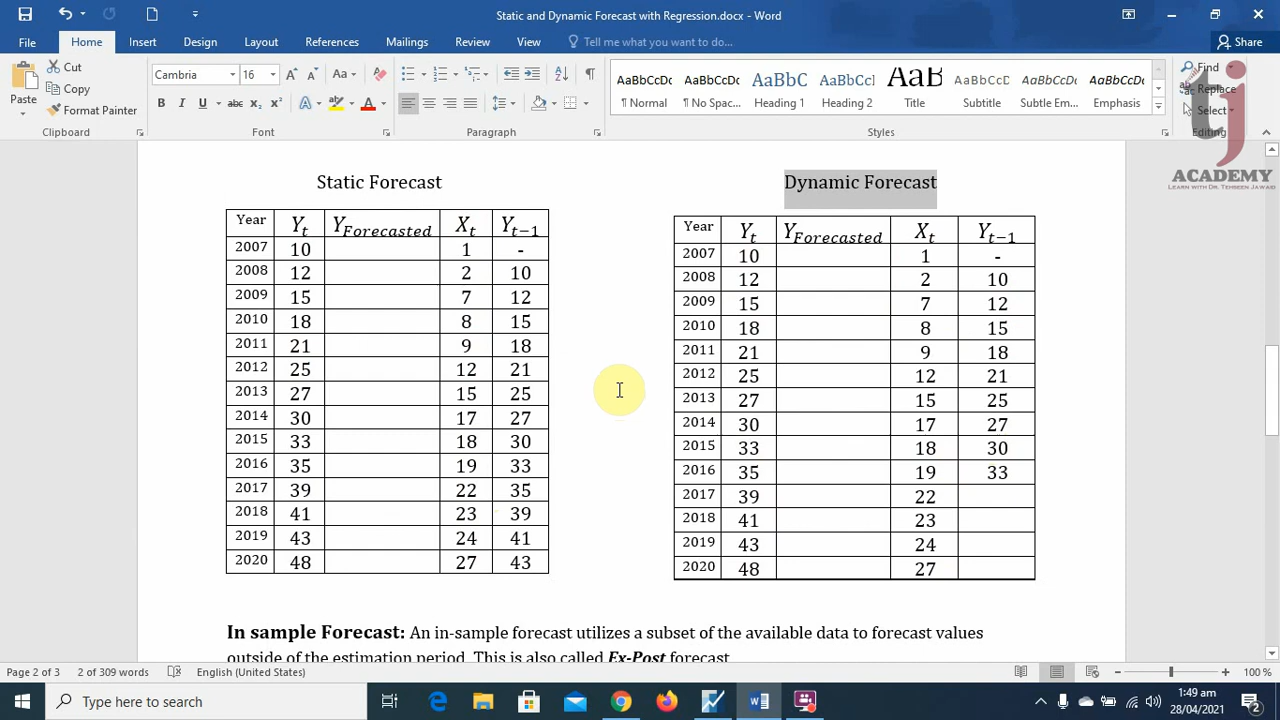 Static and Dynamic Forecast with Regression.docx - Word
File Home Insert Design Layout References Mailings Review View Tell me what you want to do... Share
Paste Cut Copy Format Painter Clipboard
Cambria 16 Font
Paragraph
AaBbCcDc AaBbCcDc AaBbC AaBbCcI AaB AaBbCcDc AaBbCcDc AaBbCcDc
¶ Normal ¶ No Spac... Heading Heading 2 Title Subtitle Subtle Em... Emphasis
Styles
Find
Replace
Select
Editing
tj
ACADEMY
LEARN WITH DR. TEHSEEN JAWAID
Static Forecast
Year Y_t Y_Forecasted X_t Y_{t-1}
2007 10 1 -
2008 12 2 10
2009 15 7 12
2010 18 8 15
2011 21 9 18
2012 25 12 21
2013 27 15 25
2014 30 17 27
2015 33 18 30
2016 35 19 33
2017 39 22 35
2018 41 23 39
2019 43 24 41
2020 48 27 43
Dynamic Forecast
Year Y_t Y_Forecasted X_t Y_{t-1}
2007 10 1 -
2008 12 2 10
2009 15 7 12
2010 18 8 15
2011 21 9 18
2012 25 12 21
2013 27 15 25
2014 30 17 27
2015 33 18 30
2016 35 19 33
2017 39 22
2018 41 23
2019 43 24
2020 48 27
In sample Forecast: An in-sample forecast utilizes a subset of the available data to forecast values
outside of the estimation period. This is also called Ex-Post forecast
Page 2 of 3 2 of 309 words English (United States) 100 %
Type here to search
1:49 am
28/04/2021
2